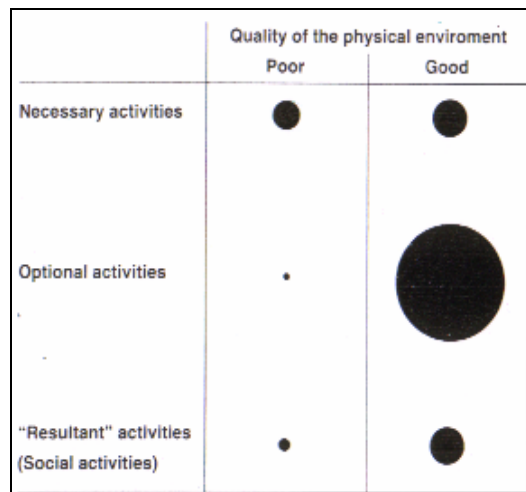 Quality of the physical enviroment
Poor Good
Necessary activities
Optional activities
"Resultant" activities
(Social activities)